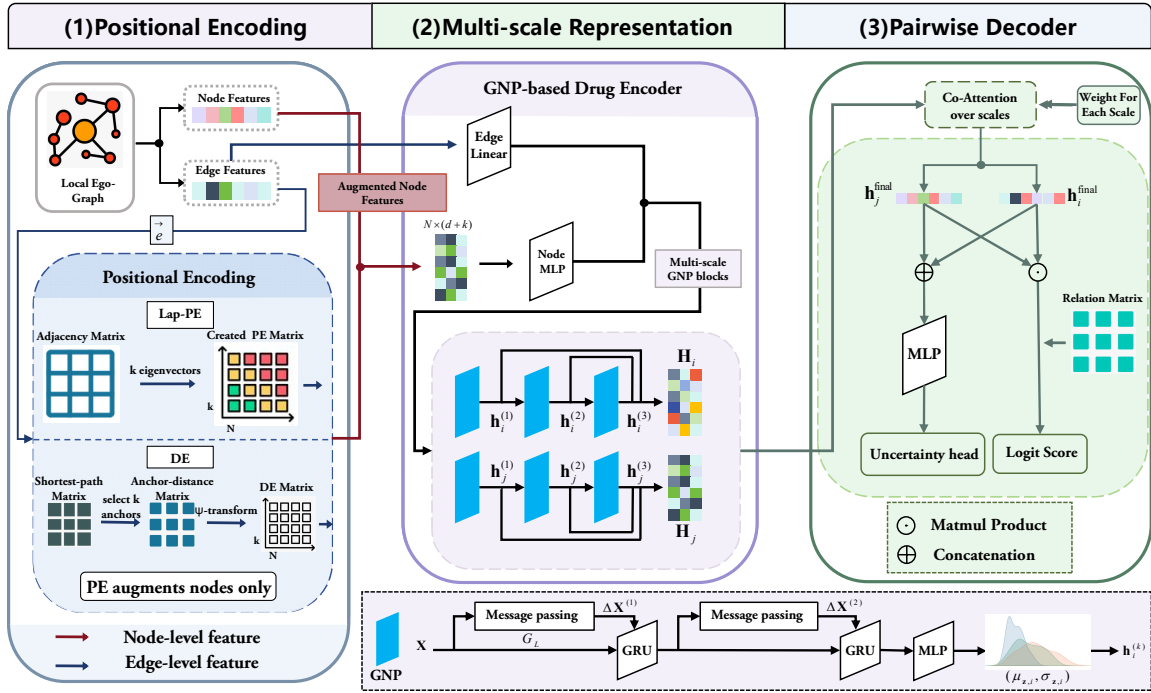 (1)Positional Encoding
(2)Multi-scale Representation
(3)Pairwise Decoder
Local Ego-
Graph
Node Features
Edge Features
→
e
Augmented Node
Features
Positional Encoding
Lap-PE
Adjacency Matrix
k eigenvectors
Created PE Matrix
k
N
DE
Shortest-path
Matrix
select k
anchors
Anchor-distance
Matrix
Ψ-transform
DE Matrix
k
N
PE augments nodes only
Node-level feature
Edge-level feature
GNP-based Drug Encoder
Edge
Linear
N×(d+k)
Node
MLP
Multi-scale
GNP blocks
H_i
h_i^(1)
h_i^(2)
h_i^(3)
h_j^(1)
h_j^(2)
h_j^(3)
H_j
Co-Attention
over scales
Weight For
Each Scale
h_j^final
h_i^final
Relation Matrix
MLP
Uncertainty head
Logit Score
Matmul Product
Concatenation
GNP
X
Message passing
ΔX^(1)
G_L
GRU
Message passing
ΔX^(2)
GRU
MLP
(μ_z,i, σ_z,i)
h_i^(k)